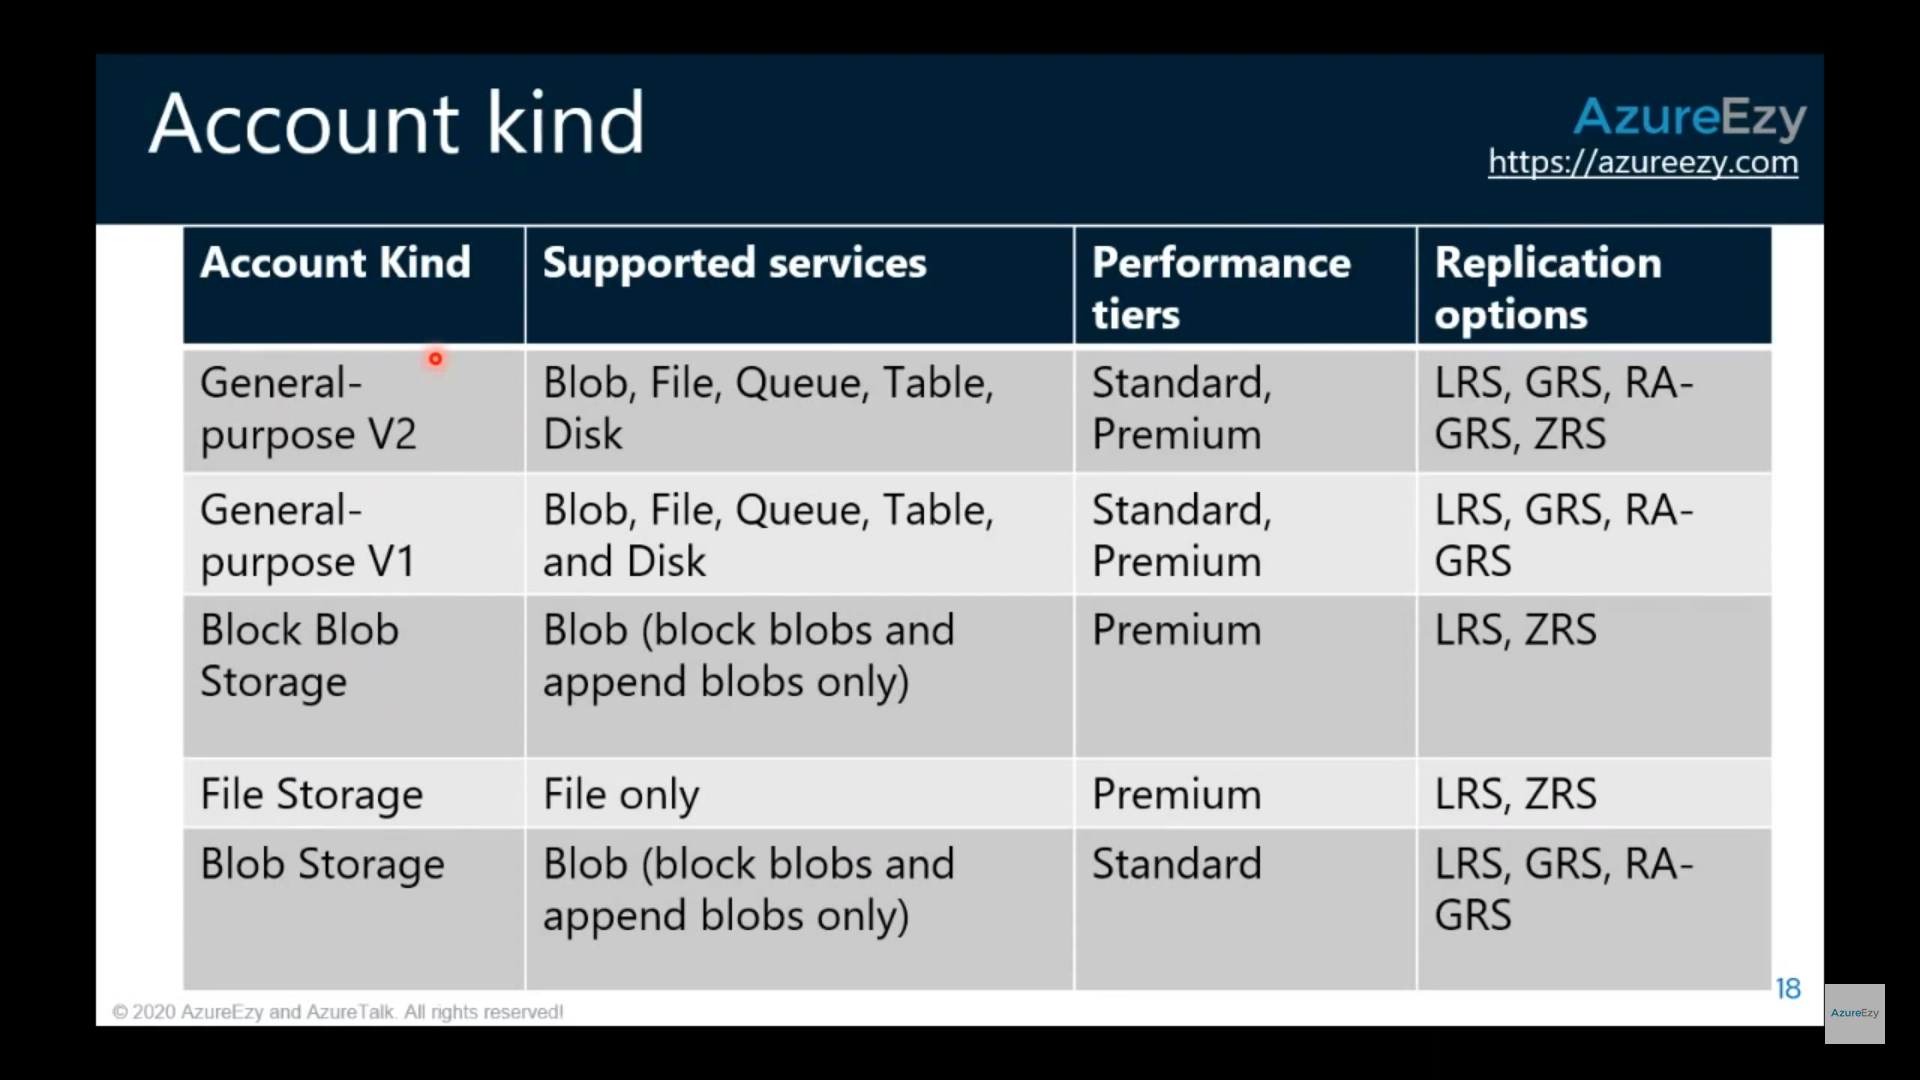 Account kind
AzureEzy
https://azureezy.com
Account Kind
Supported services
Performance
tiers
Replication
options
General-
purpose V2
Blob, File, Queue, Table,
Disk
Standard,
Premium
LRS, GRS, RA-
GRS, ZRS
General-
purpose V1
Blob, File, Queue, Table,
and Disk
Standard,
Premium
LRS, GRS, RA-
GRS
Block Blob
Storage
Blob (block blobs and
append blobs only)
Premium
LRS, ZRS
File Storage
File only
Premium
LRS, ZRS
Blob Storage
Blob (block blobs and
append blobs only)
Standard
LRS, GRS, RA-
GRS
18
© 2020 AzureEzy and AzureTalk. All rights reserved!
AzureEzy